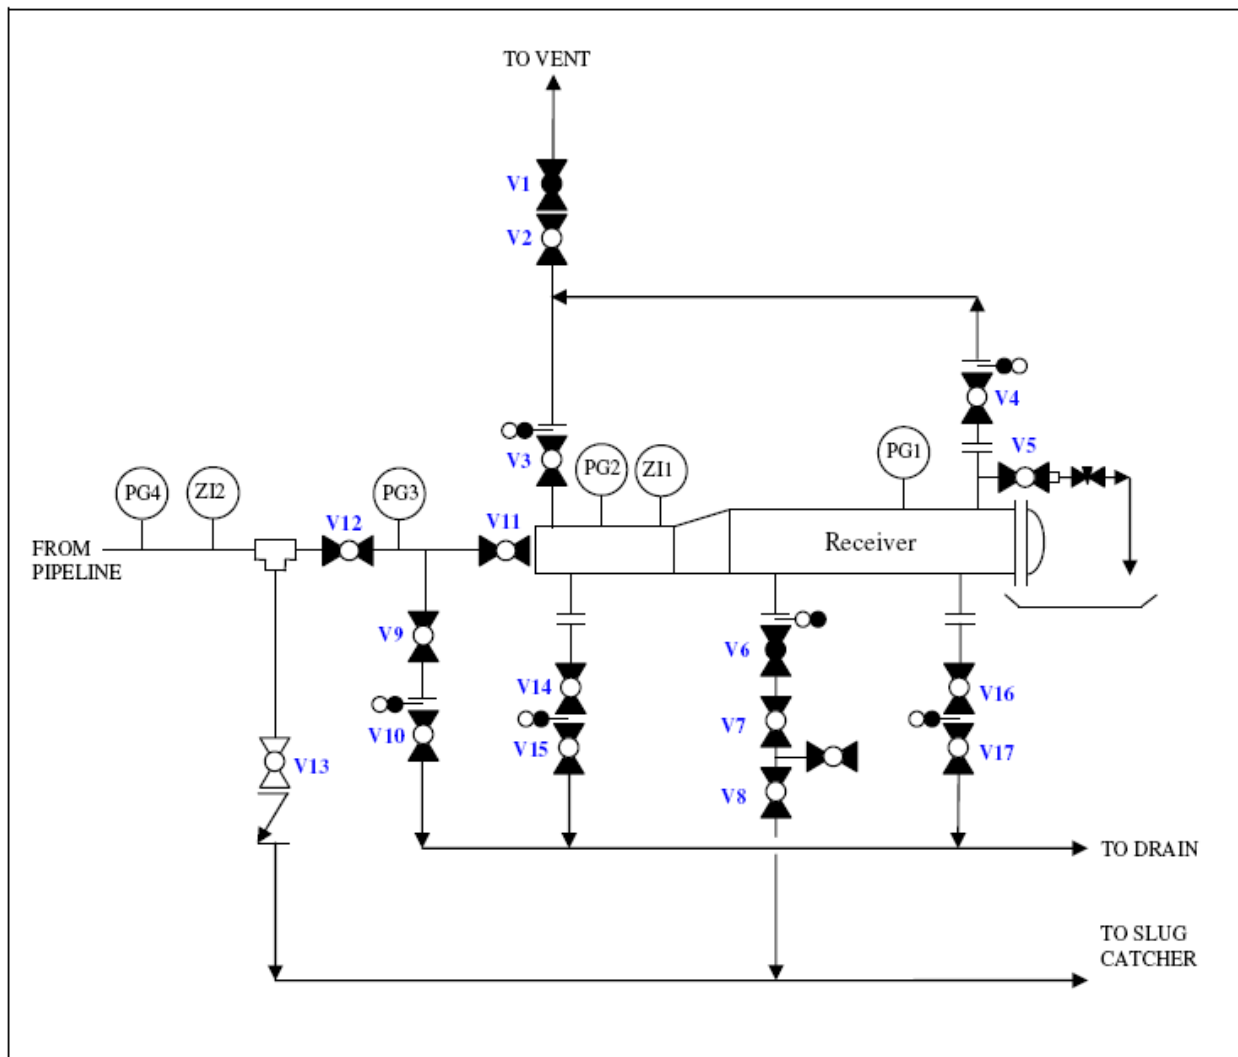 TO VENT
V1
V2
V4
V3
PG2
ZI1
PG1
V5
PG4
ZI2
PG3
V12
V11
FROM
PIPELINE
Receiver
V9
V6
V14
V16
V10
V15
V7
V17
V13
V8
TO DRAIN
TO SLUG
CATCHER